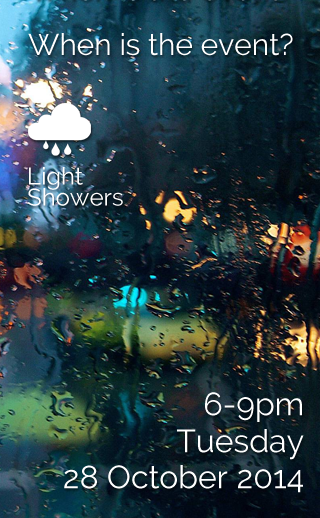 When is the event?
Light
Showers
6-9pm
Tuesday
28 October 2014